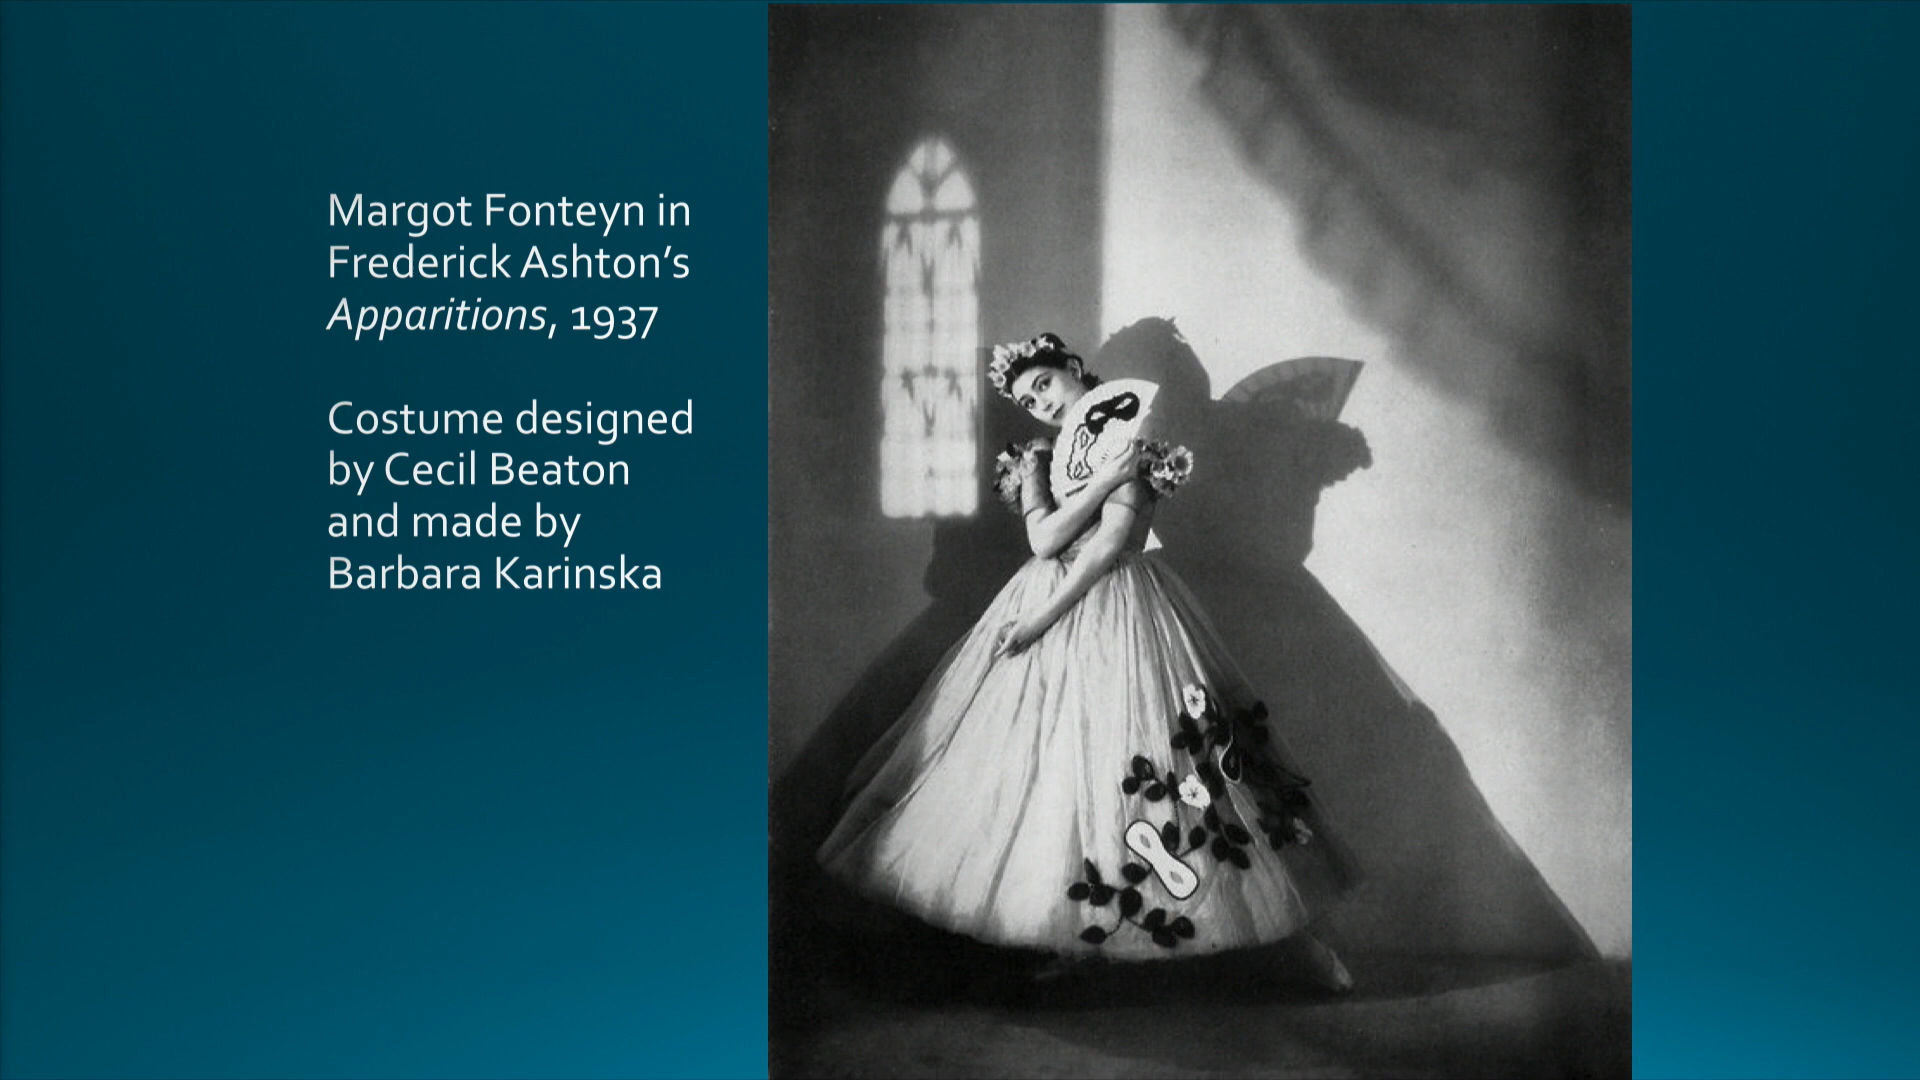 Margot Fonteyn in
Frederick Ashton’s
Apparitions, 1937
Costume designed
by Cecil Beaton
and made by
Barbara Karinska